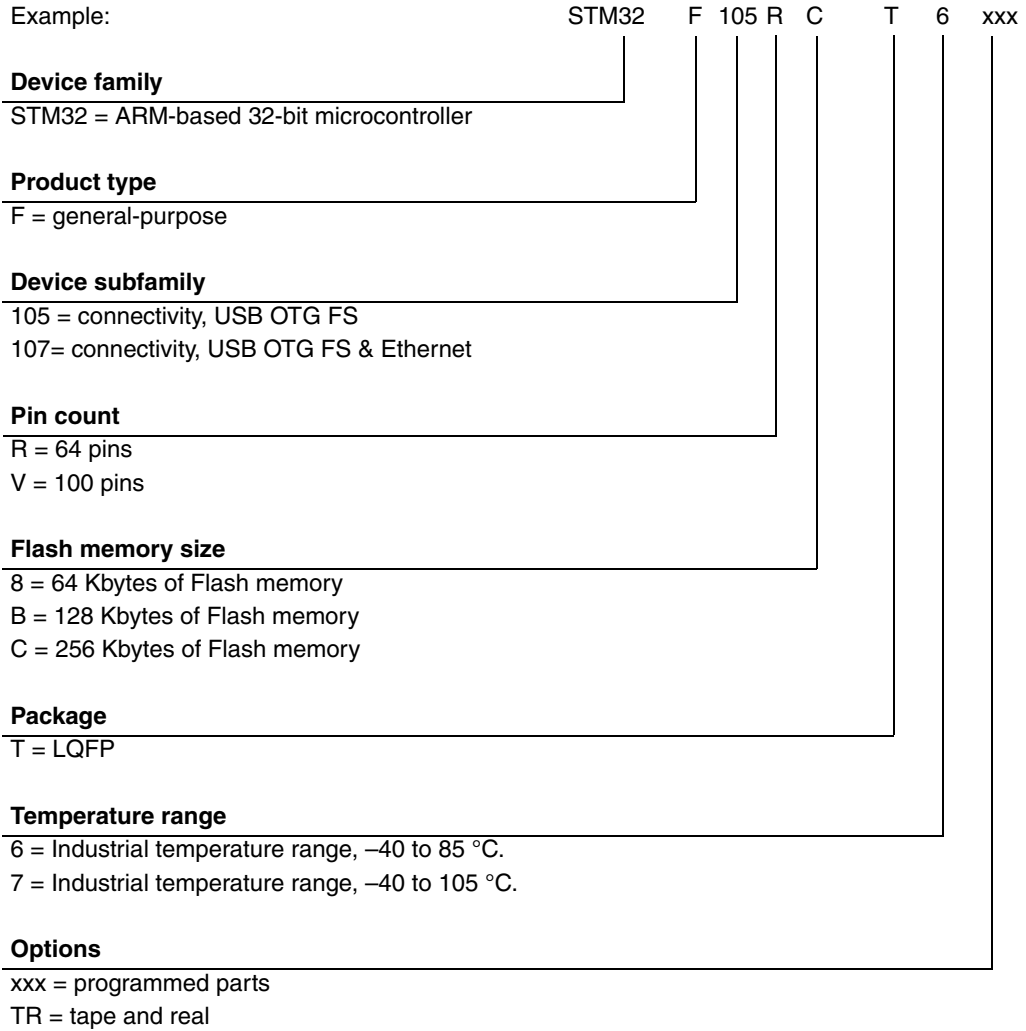 Example: STM32 F 105 R C T 6 xxx
Device family
STM32 = ARM-based 32-bit microcontroller
Product type
F = general-purpose
Device subfamily
105 = connectivity, USB OTG FS
107= connectivity, USB OTG FS & Ethernet
Pin count
R = 64 pins
V = 100 pins
Flash memory size
8 = 64 Kbytes of Flash memory
B = 128 Kbytes of Flash memory
C = 256 Kbytes of Flash memory
Package
T = LQFP
Temperature range
6 = Industrial temperature range, –40 to 85 °C.
7 = Industrial temperature range, –40 to 105 °C.
Options
xxx = programmed parts
TR = tape and real